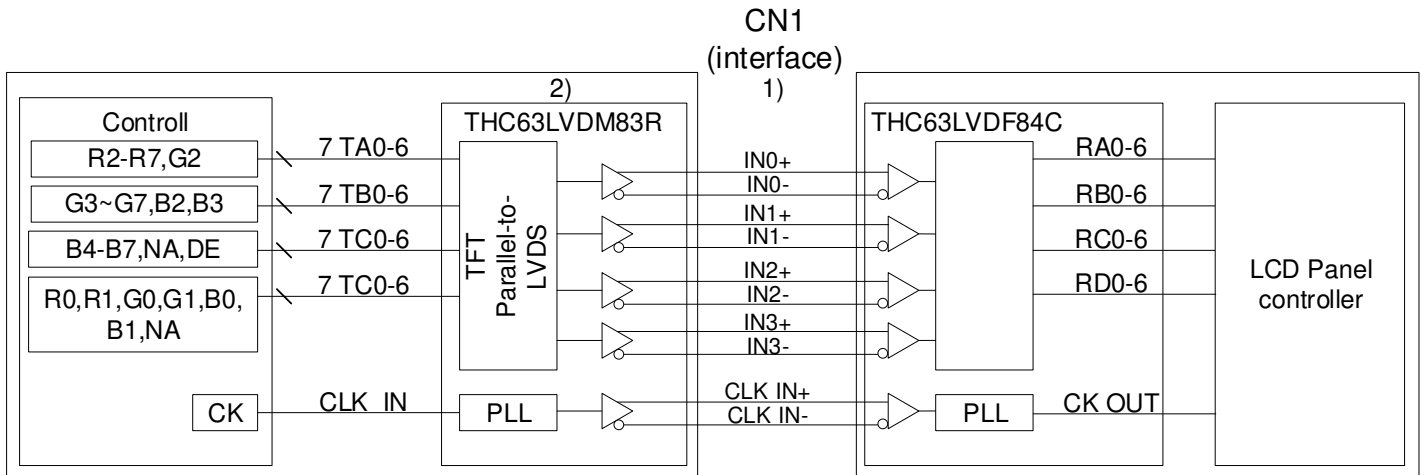 CN1
(interface)
1)
2)
Controll
R2-R7,G2
G3~G7,B2,B3
B4-B7,NA,DE
R0,R1,G0,G1,B0,
B1,NA
CK
7 TA0-6
7 TB0-6
7 TC0-6
7 TC0-6
CLK IN
THC63LVDM83R
TFT
Parallel-to-
LVDS
PLL
IN0+
IN0-
IN1+
IN1-
IN2+
IN2-
IN3+
IN3-
CLK IN+
CLK IN-
THC63LVDF84C
PLL
RA0-6
RB0-6
RC0-6
RD0-6
CK OUT
LCD Panel
controller